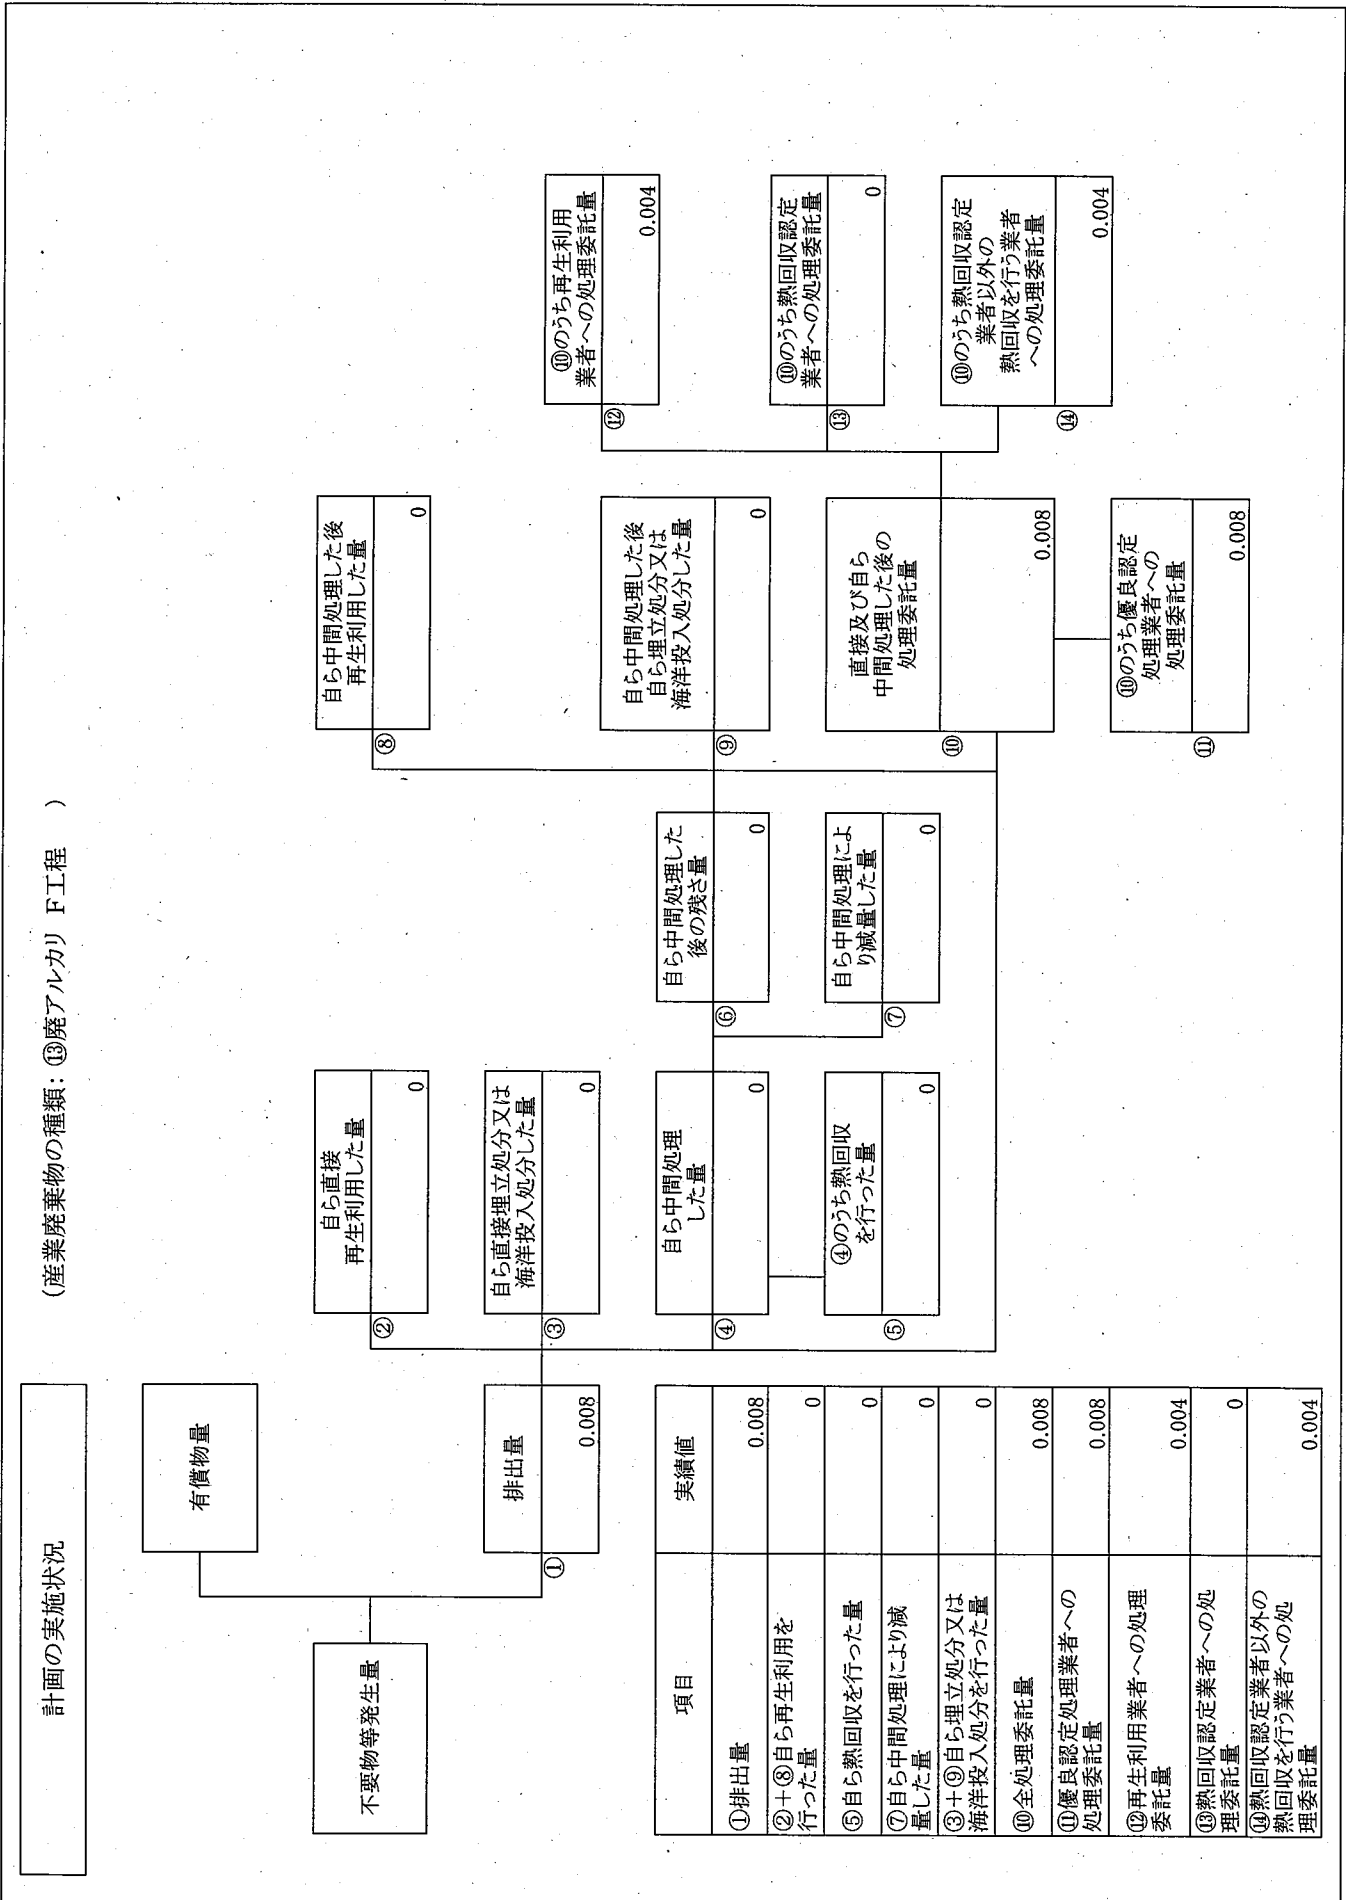 計画の実施状況
(産業廃棄物の種類：⑬廃アルカリ F工程 )
不要物等発生量
有償物量
①
排出量
0.008
②
自ら直接
再生利用した量
0
③
自ら直接埋立処分又は
海洋投入処分した量
0
④
自ら中間処理
した量
0
⑤
④のうち熱回収
を行った量
0
⑥
自ら中間処理した
後の残さ量
0
⑦
自ら中間処理によ
り減量した量
0
⑧
自ら中間処理した後
再生利用した量
0
⑨
自ら中間処理した後
自ら埋立処分又は
海洋投入処分した量
0
⑩
直接及び自ら
中間処理した後の
処理委託量
0.008
⑪
⑩のうち優良認定
処理業者への
処理委託量
0.008
⑫
⑩のうち再生利用
業者への処理委託量
0.004
⑬
⑩のうち熱回収認定
業者への処理委託量
0
⑭
⑩のうち熱回収認定
業者以外の
熱回収を行う業者
への処理委託量
0.004
項目 実績値
①排出量 0.008
②＋⑧自ら再生利用を
行った量 0
⑤自ら熱回収を行った量 0
⑦自ら中間処理により減
量した量 0
③＋⑨自ら埋立処分又は
海洋投入処分を行った量 0
⑩全処理委託量 0.008
⑪優良認定処理業者への
処理委託量 0.008
⑫再生利用業者への処理
委託量 0.004
⑬熱回収認定業者への処
理委託量 0
⑭熱回収認定業者以外の
熱回収を行う業者への処
理委託量 0.004